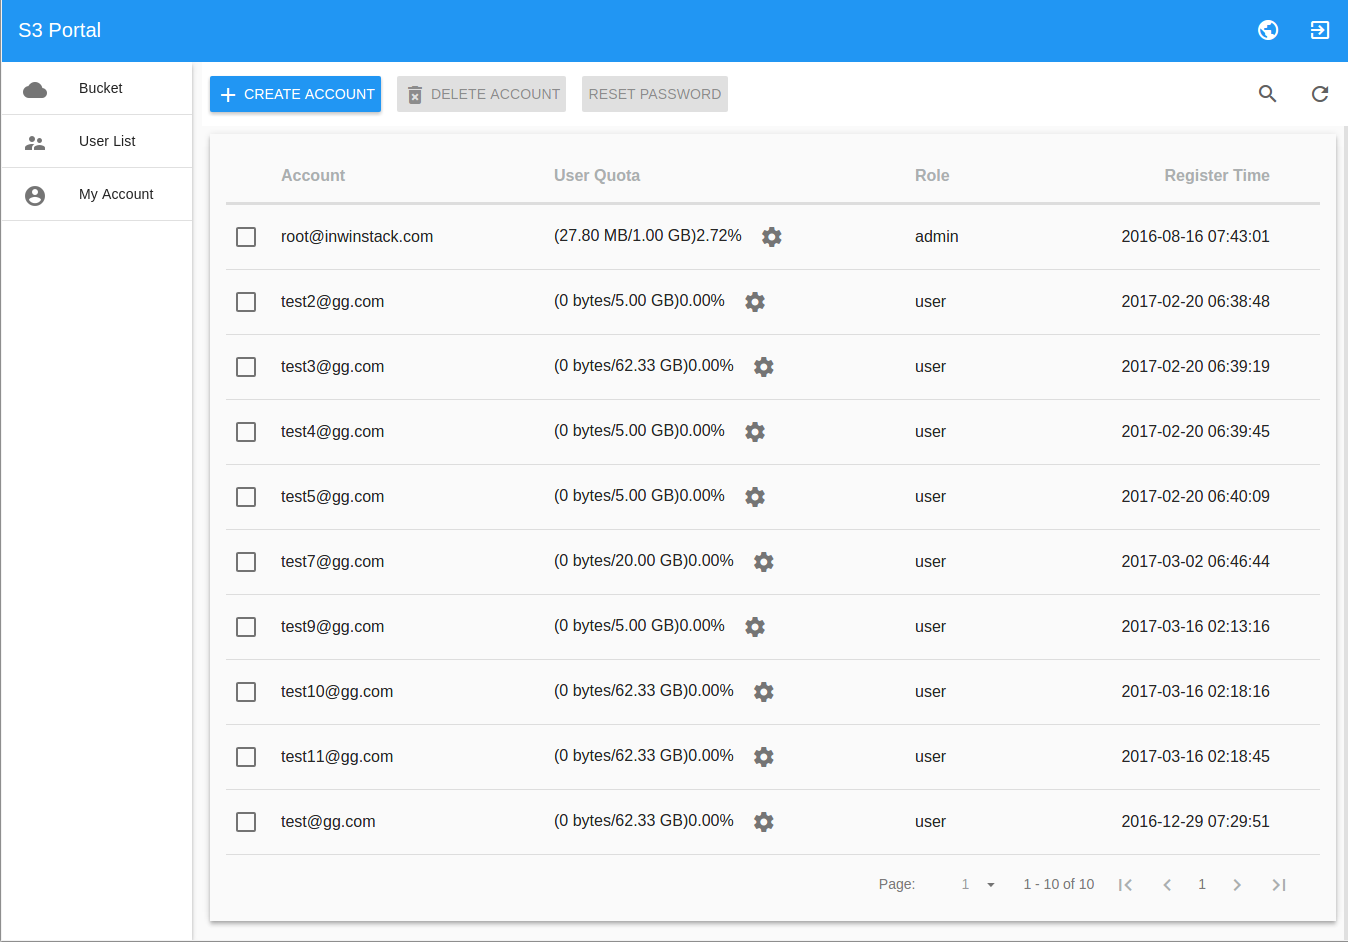 S3 Portal
Bucket
User List
My Account
CREATE ACCOUNT DELETE ACCOUNT RESET PASSWORD
Account User Quota Role Register Time
root@inwinstack.com (27.80 MB/1.00 GB)2.72% admin 2016-08-16 07:43:01
test2@gg.com (0 bytes/5.00 GB)0.00% user 2017-02-20 06:38:48
test3@gg.com (0 bytes/62.33 GB)0.00% user 2017-02-20 06:39:19
test4@gg.com (0 bytes/5.00 GB)0.00% user 2017-02-20 06:39:45
test5@gg.com (0 bytes/5.00 GB)0.00% user 2017-02-20 06:40:09
test7@gg.com (0 bytes/20.00 GB)0.00% user 2017-03-02 06:46:44
test9@gg.com (0 bytes/5.00 GB)0.00% user 2017-03-16 02:13:16
test10@gg.com (0 bytes/62.33 GB)0.00% user 2017-03-16 02:18:16
test11@gg.com (0 bytes/62.33 GB)0.00% user 2017-03-16 02:18:45
test@gg.com (0 bytes/62.33 GB)0.00% user 2016-12-29 07:29:51
Page: 1 1 - 10 of 10 1